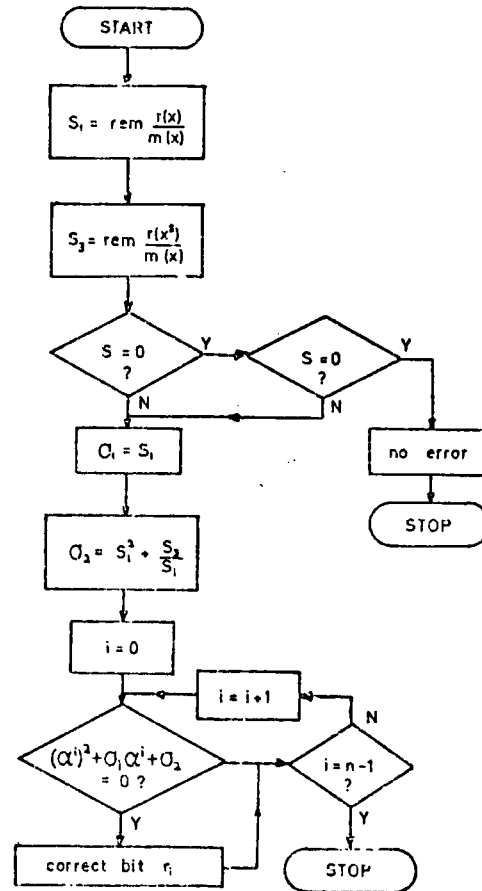 START
S₁ = rem r(x)/m(x)
S₃ = rem r(x³)/m(x)
S = 0 ?
Y
N
S = 0 ?
Y
N
σ₁ = S₁
no error
STOP
σ₂ = S₁² + S₃/S₁
i = 0
i = i+1
N
(αⁱ)² + σ₁αⁱ + σ₂ = 0 ?
Y
i = n-1 ?
Y
correct bit rᵢ
STOP